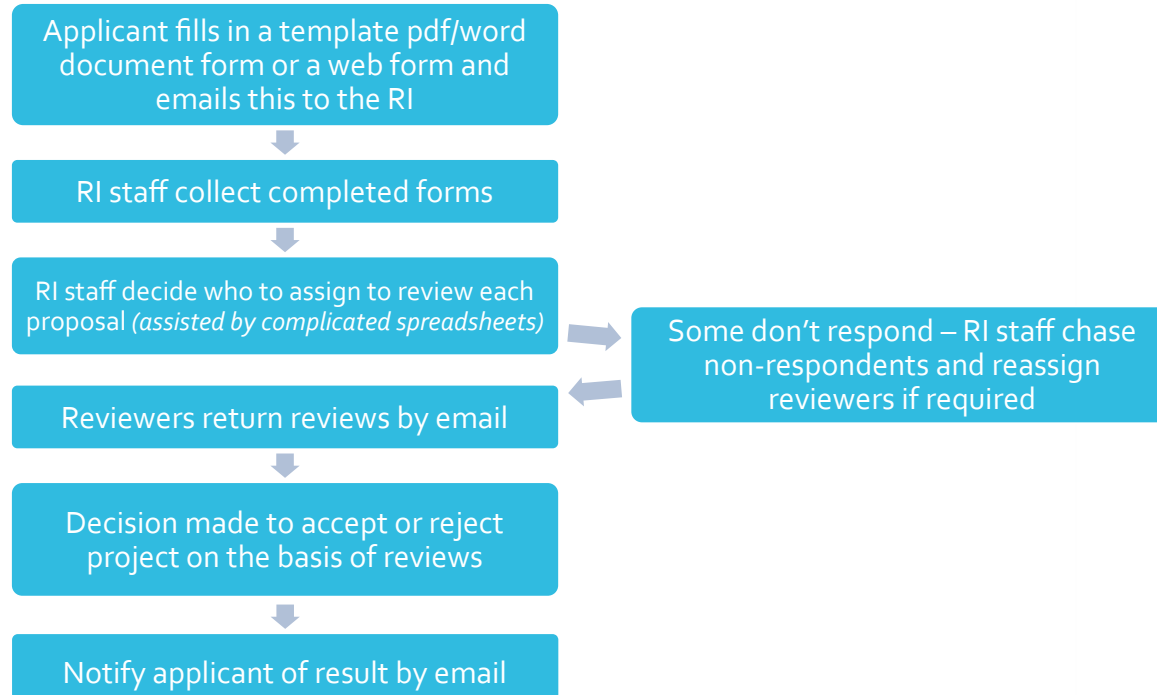 Applicant fills in a template pdf/word
document form or a web form and
emails this to the RI
RI staff collect completed forms
RI staff decide who to assign to review each
proposal (assisted by complicated spreadsheets)
Some don’t respond – RI staff chase
non-respondents and reassign
reviewers if required
Reviewers return reviews by email
Decision made to accept or reject
project on the basis of reviews
Notify applicant of result by email